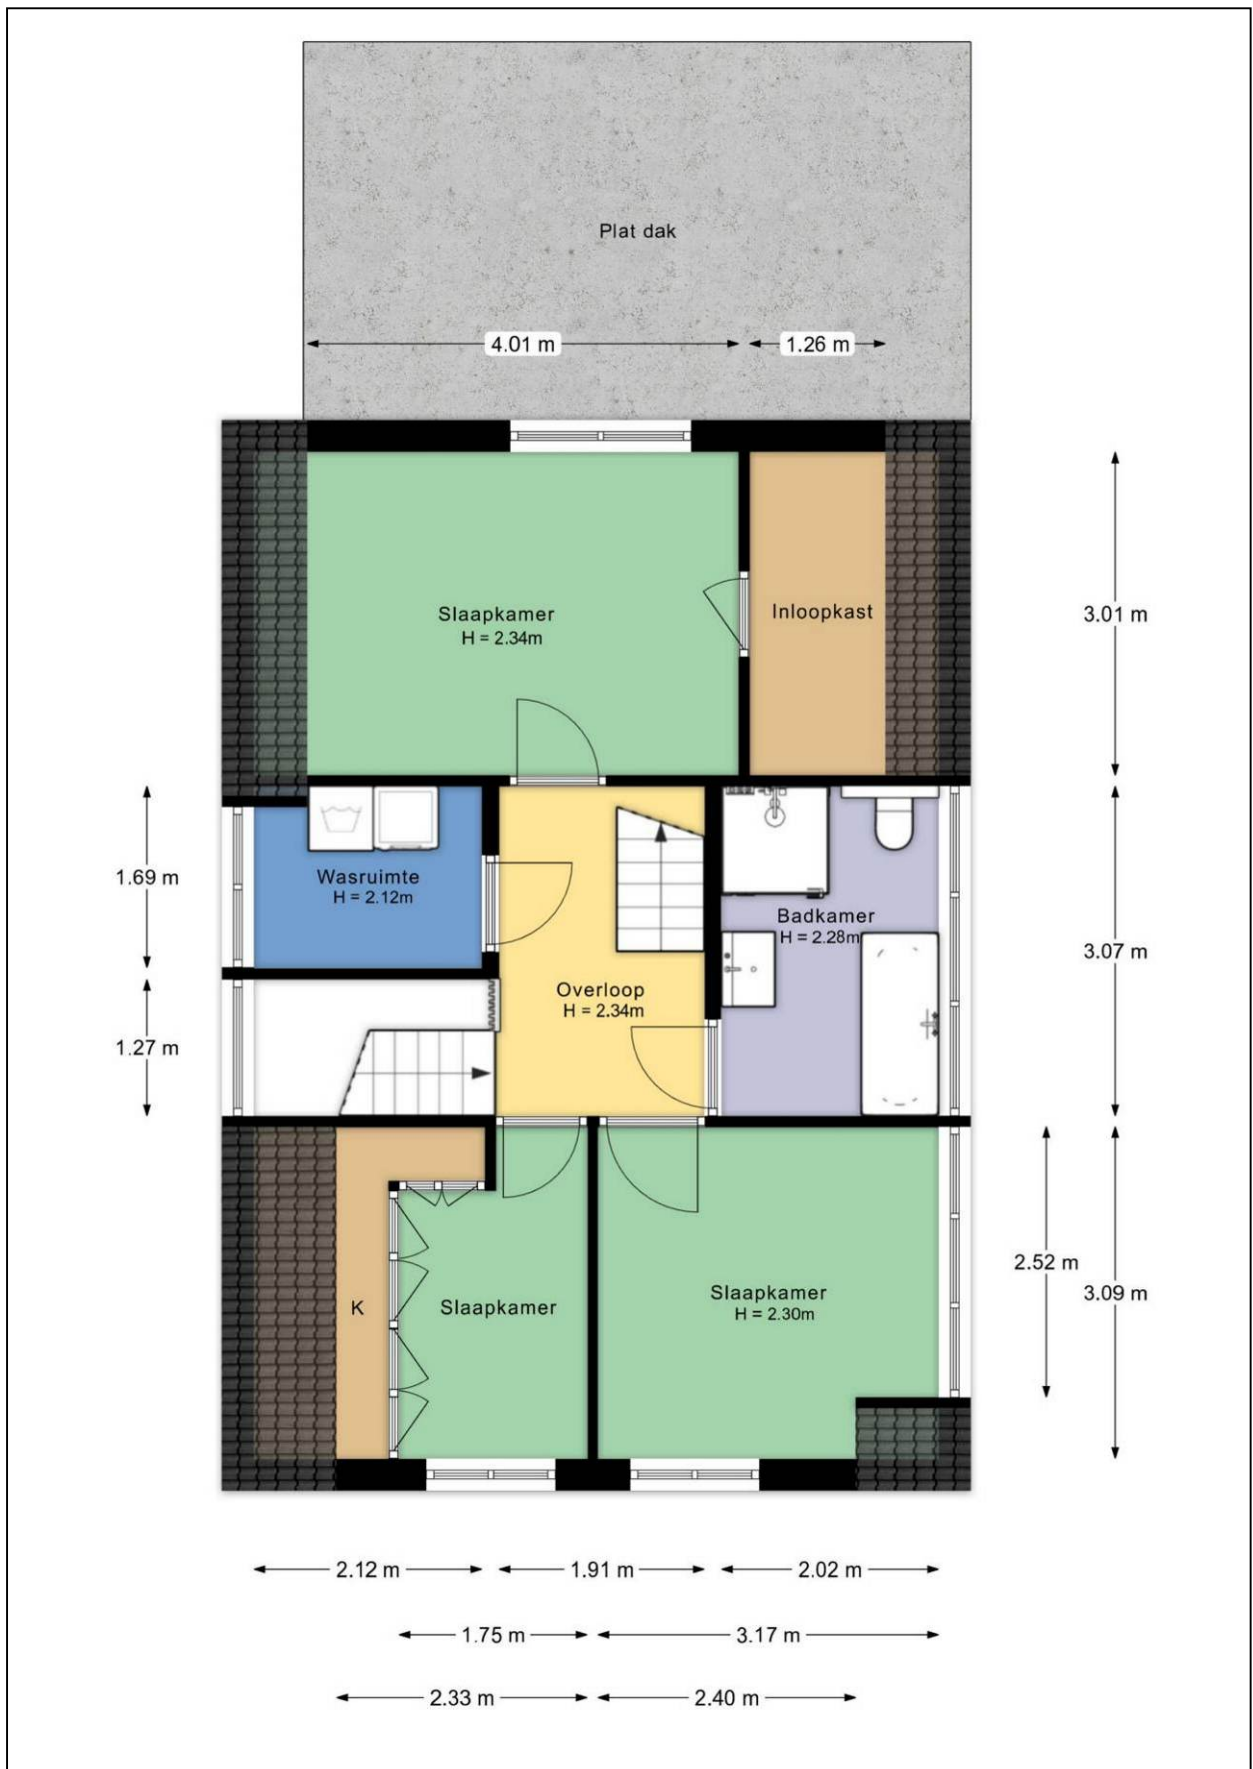 Plat dak
4.01 m
1.26 m
Slaapkamer
H = 2.34m
Inloopkast
3.01 m
1.69 m
Wasruimte
H = 2.12m
Badkamer
H = 2.28m
3.07 m
Overloop
H = 2.34m
1.27 m
K
Slaapkamer
Slaapkamer
H = 2.30m
2.52 m
3.09 m
2.12 m
1.91 m
2.02 m
1.75 m
3.17 m
2.33 m
2.40 m